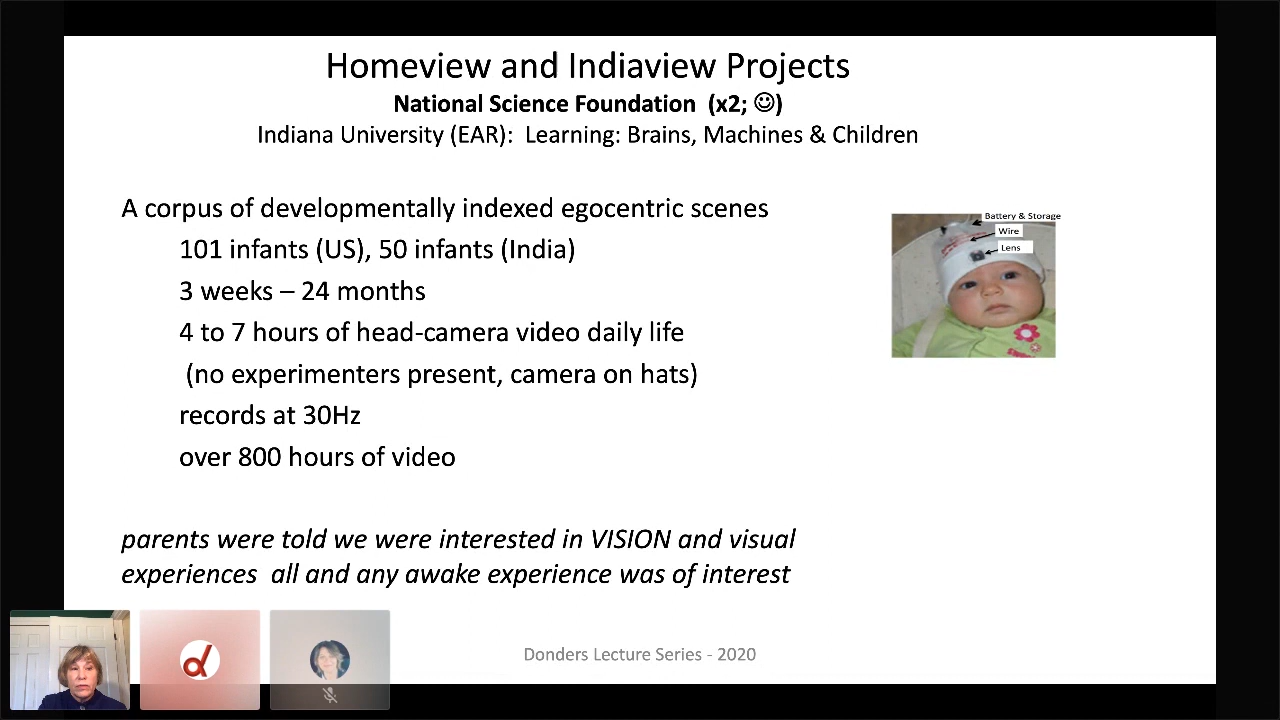 Homeview and Indiaview Projects
National Science Foundation (x2; ☺)
Indiana University (EAR): Learning: Brains, Machines & Children
A corpus of developmentally indexed egocentric scenes
101 infants (US), 50 infants (India)
3 weeks – 24 months
4 to 7 hours of head-camera video daily life
(no experimenters present, camera on hats)
records at 30Hz
over 800 hours of video
Battery & Storage
Wire
Lens
parents were told we were interested in VISION and visual
experiences all and any awake experience was of interest
Donders Lecture Series - 2020